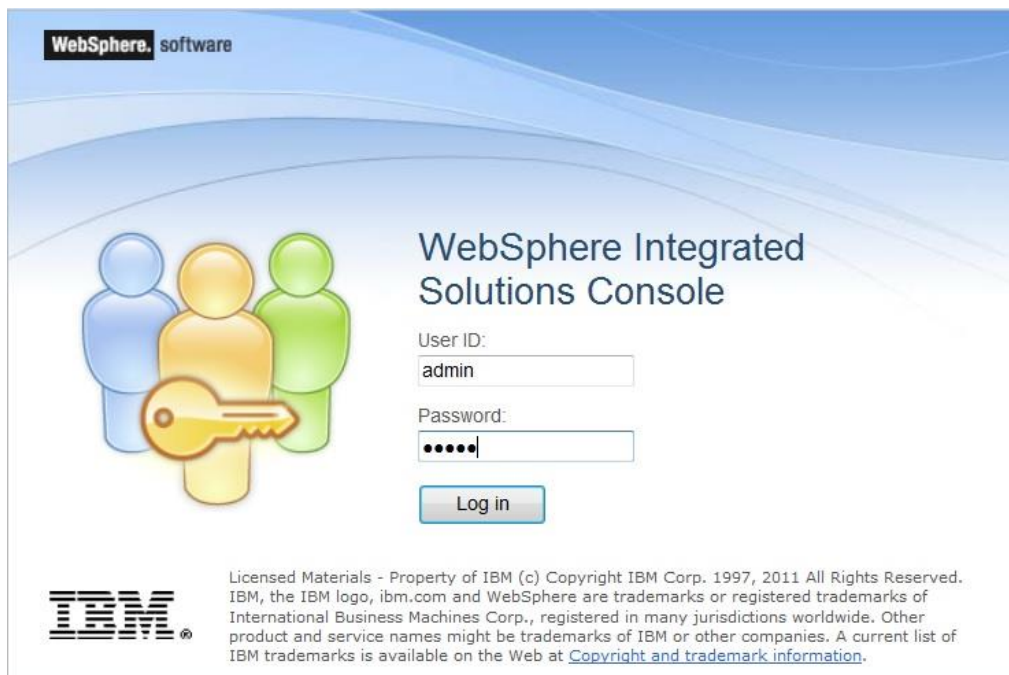 WebSphere. software
WebSphere Integrated
Solutions Console
User ID:
admin
Password:
•••••
Log in
IBM®
Licensed Materials - Property of IBM (c) Copyright IBM Corp. 1997, 2011 All Rights Reserved.
IBM, the IBM logo, ibm.com and WebSphere are trademarks or registered trademarks of
International Business Machines Corp., registered in many jurisdictions worldwide. Other
product and service names might be trademarks of IBM or other companies. A current list of
IBM trademarks is available on the Web at Copyright and trademark information.